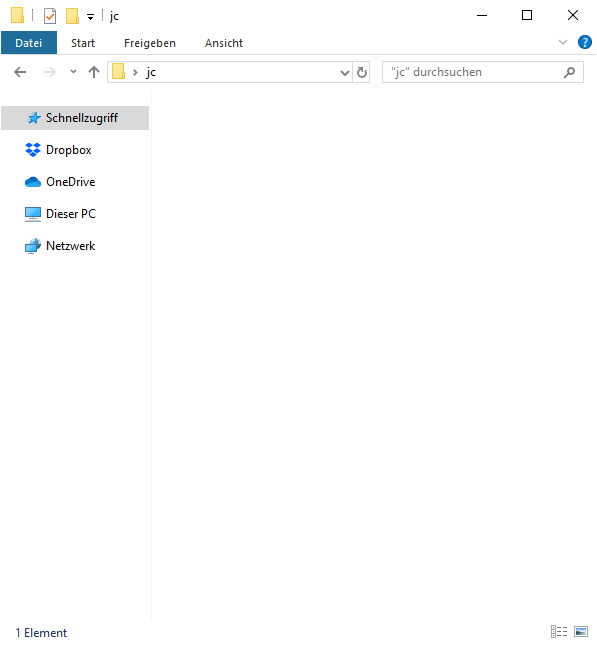 jc
Datei Start Freigeben Ansicht ?
jc "jc" durchsuchen
Schnellzugriff
Dropbox
OneDrive
Dieser PC
Netzwerk
1 Element